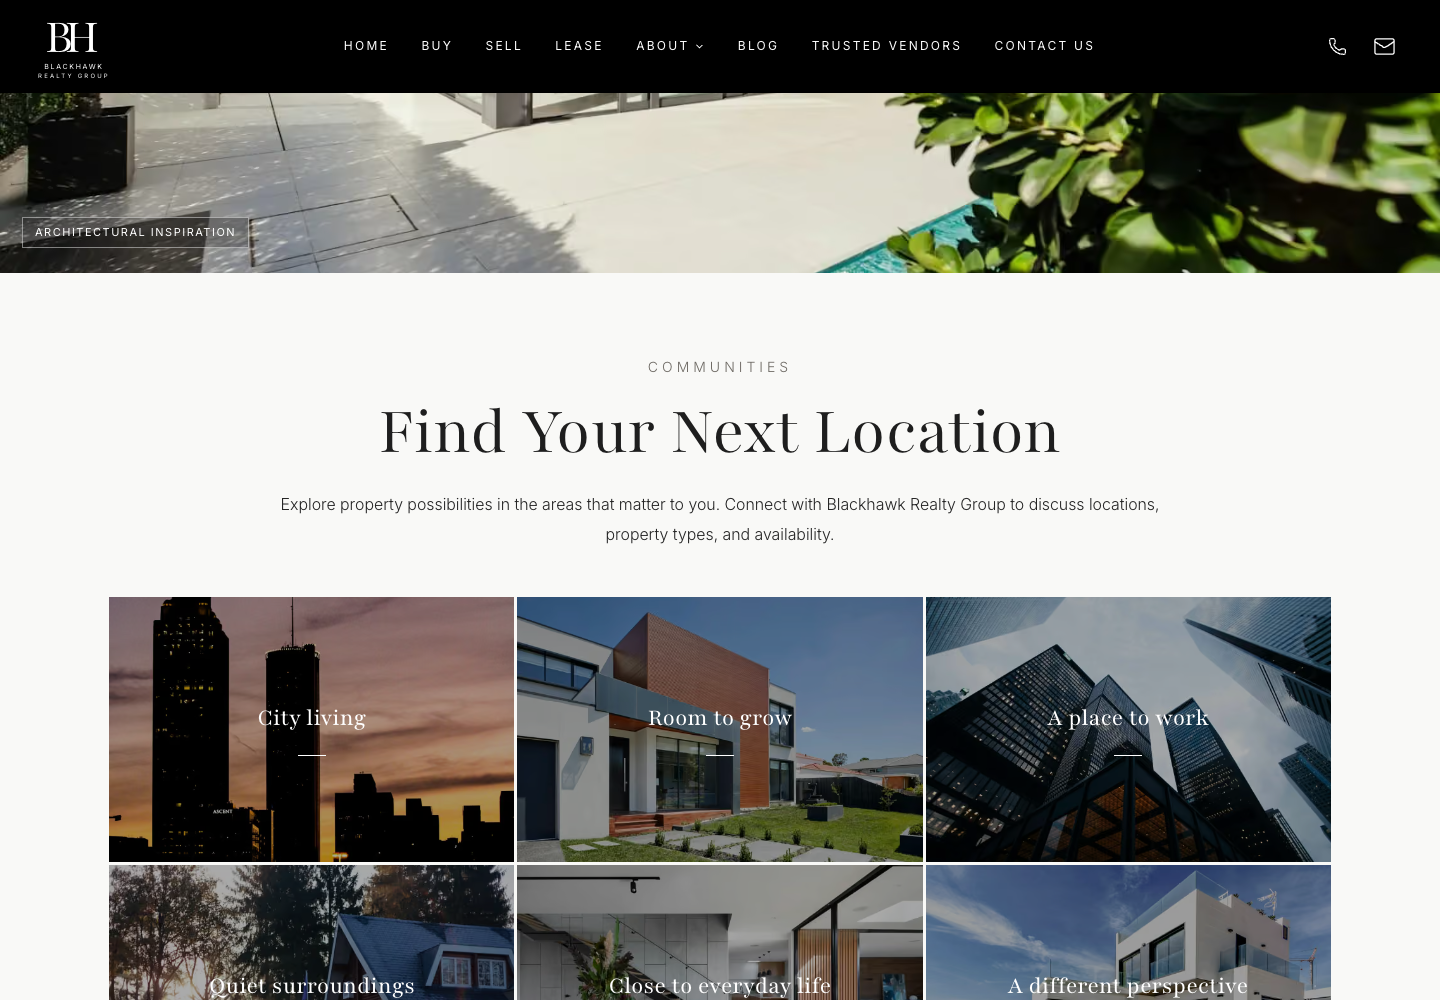 BH
BLACKHAWK
REALTY GROUP
HOME
BUY
SELL
LEASE
ABOUT
BLOG
TRUSTED VENDORS
CONTACT US
ARCHITECTURAL INSPIRATION
COMMUNITIES
Find Your Next Location
Explore property possibilities in the areas that matter to you. Connect with Blackhawk Realty Group to discuss locations,
property types, and availability.
City living
Room to grow
A place to work
ASCENT
Quiet surroundings
Close to everyday life
A different perspective